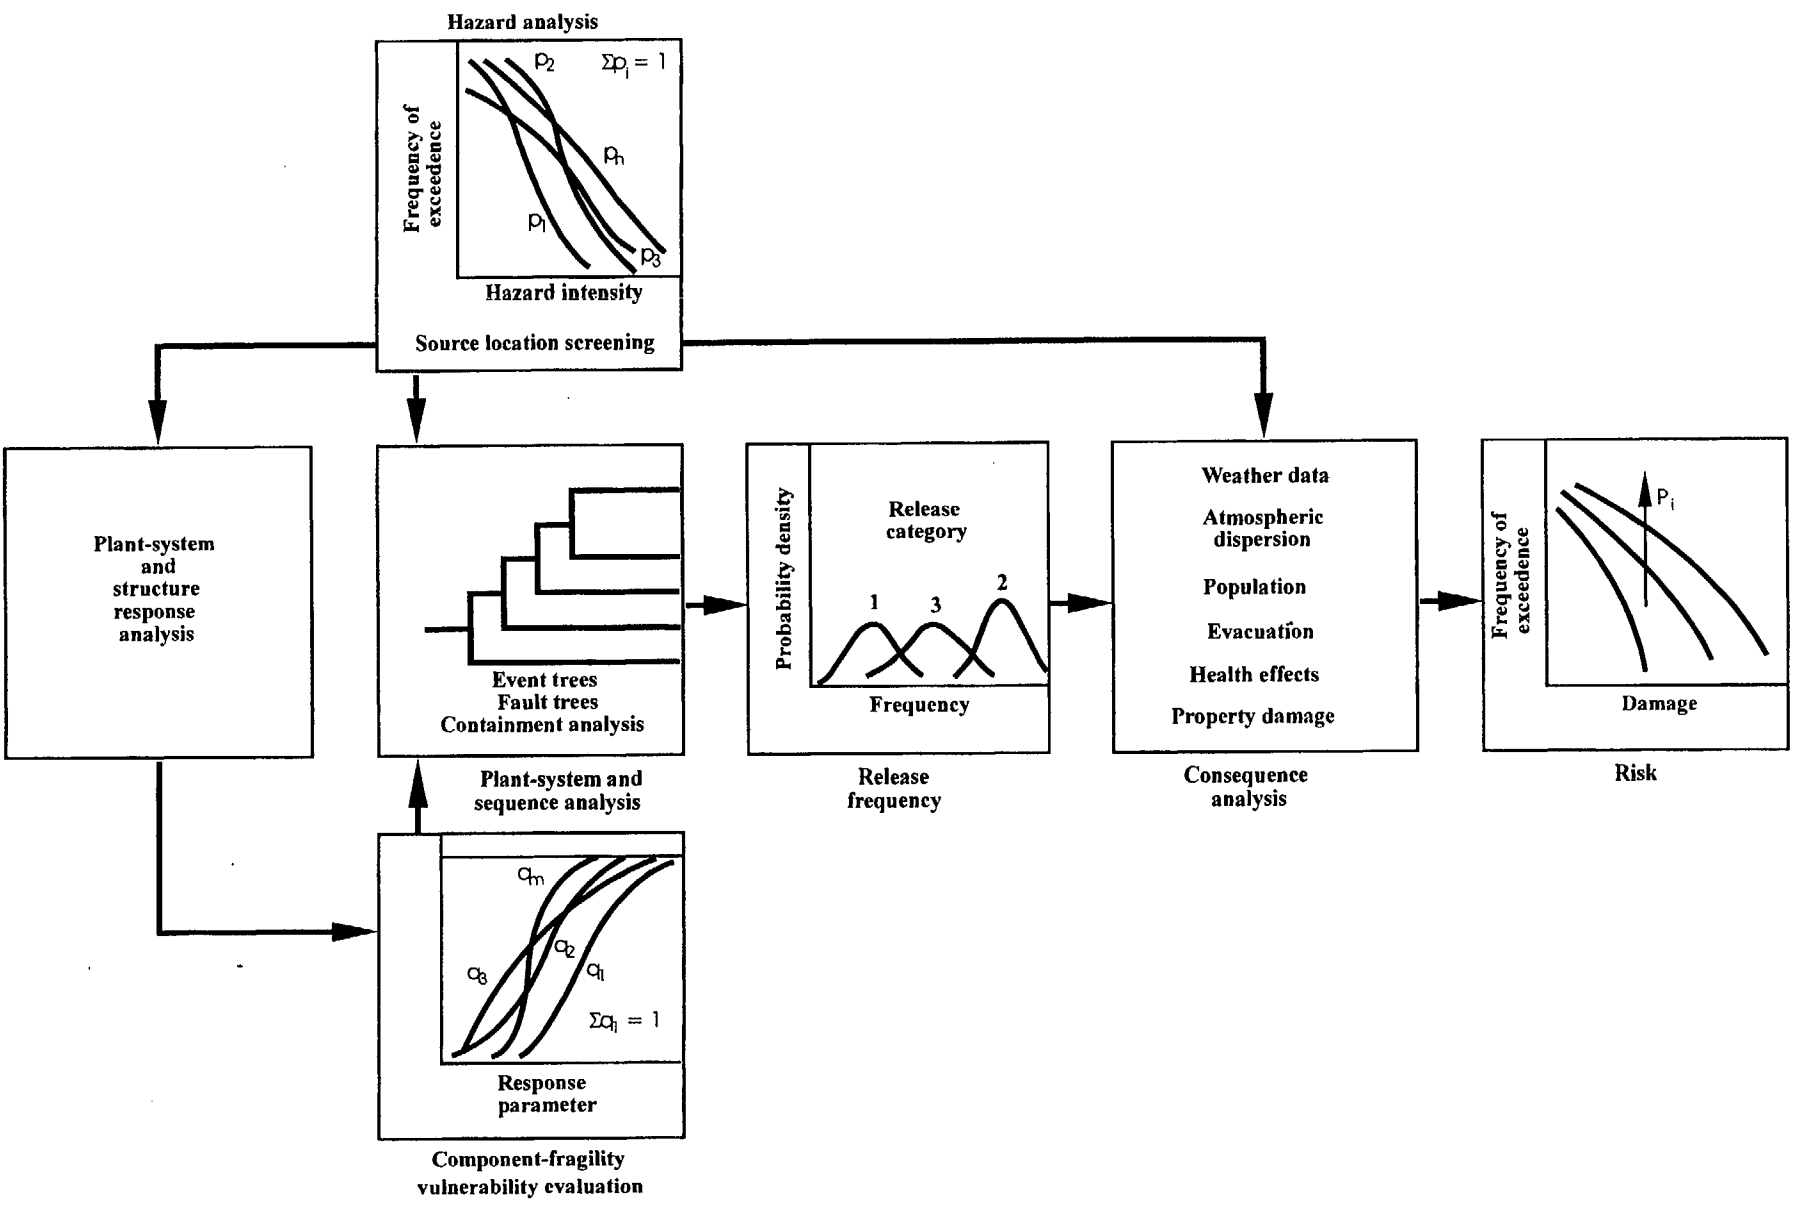 Hazard analysis
Frequency of
exceedence
p2
Σpi = 1
pn
p1
p3
Hazard intensity
Source location screening
Plant-system
and
structure
response
analysis
Event trees
Fault trees
Containment analysis
Plant-system and
sequence analysis
Probability density
Release
category
1
3
2
Frequency
Release
frequency
Weather data
Atmospheric
dispersion
Population
Evacuation
Health effects
Property damage
Consequence
analysis
Frequency of
exceedence
Pi
Damage
Risk
qm
q2
q3
q1
Σq1 = 1
Response
parameter
Component-fragility
vulnerability evaluation